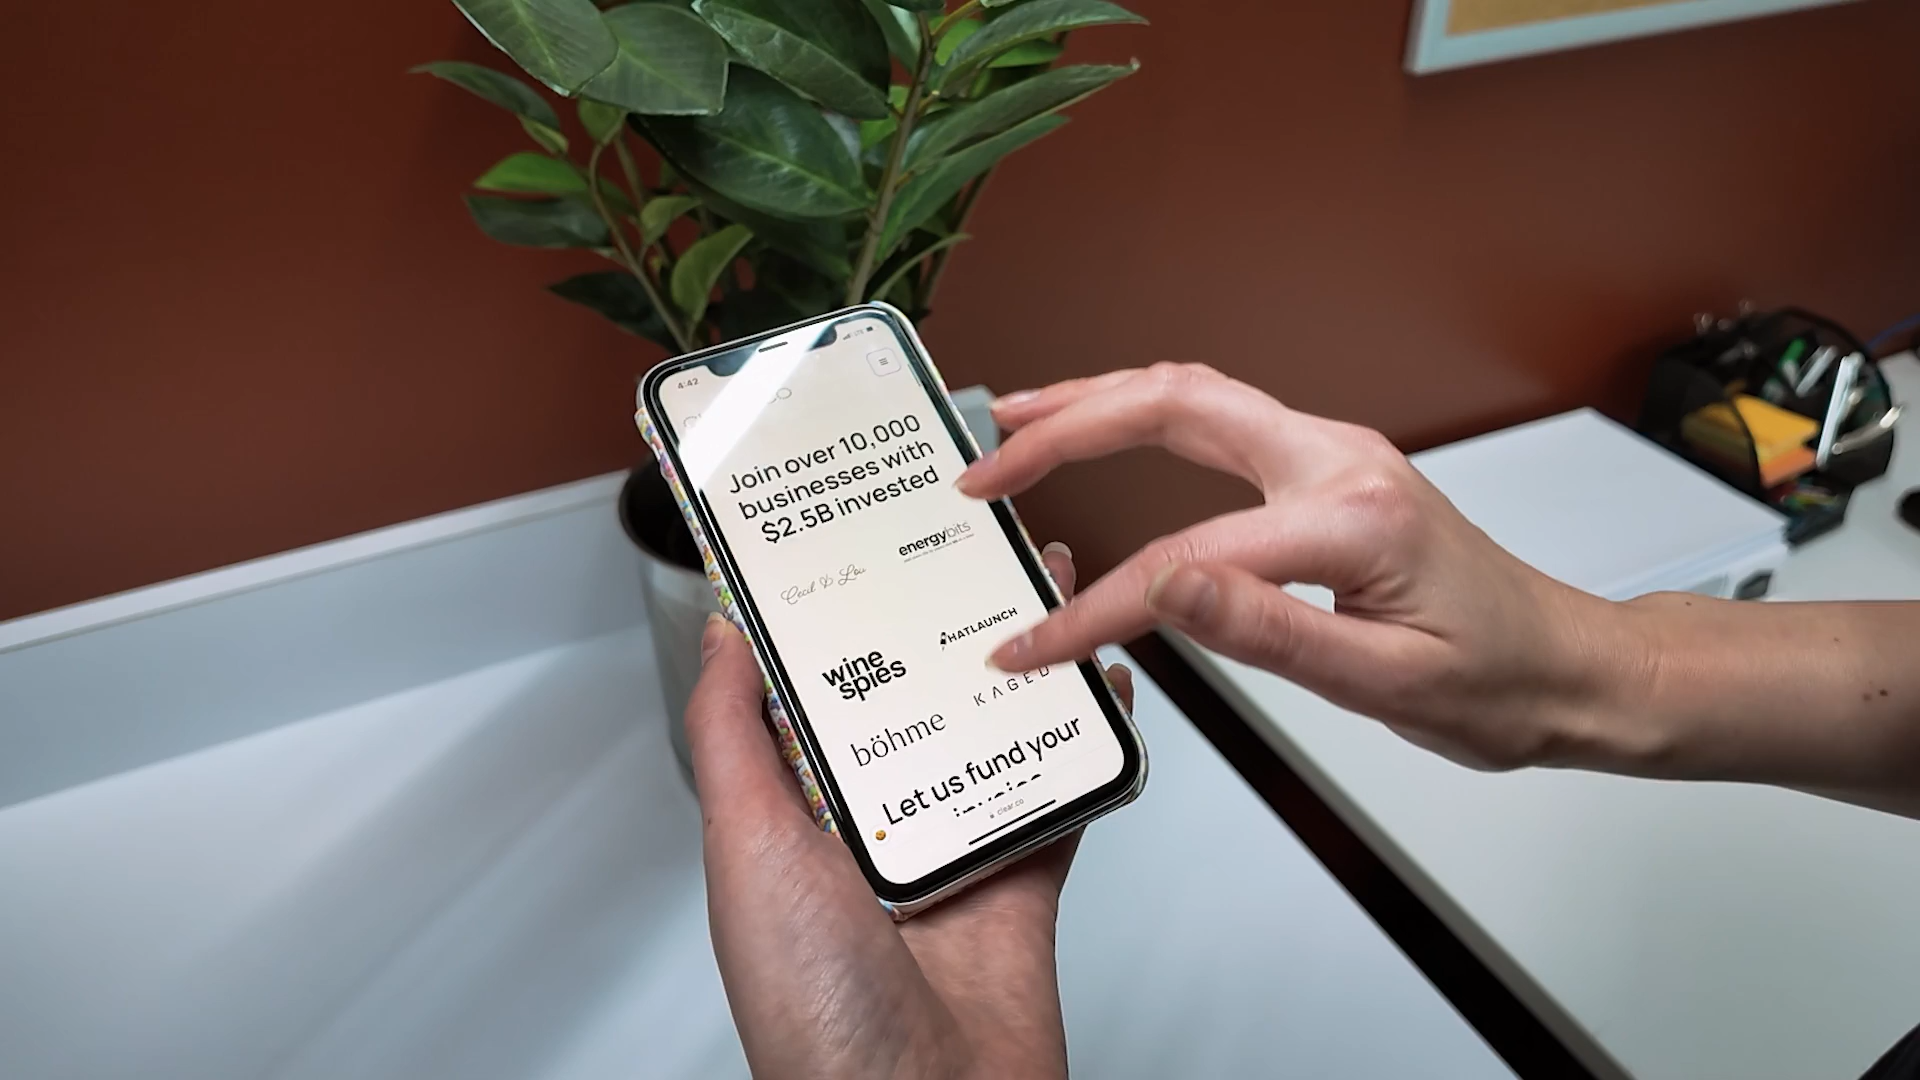 4:42
Join over 10,000
businesses with
$2.5B invested
energybits
Cecil & Lou
HATLAUNCH
wine
spies
KAGED
böhme
Let us fund your
clear.co